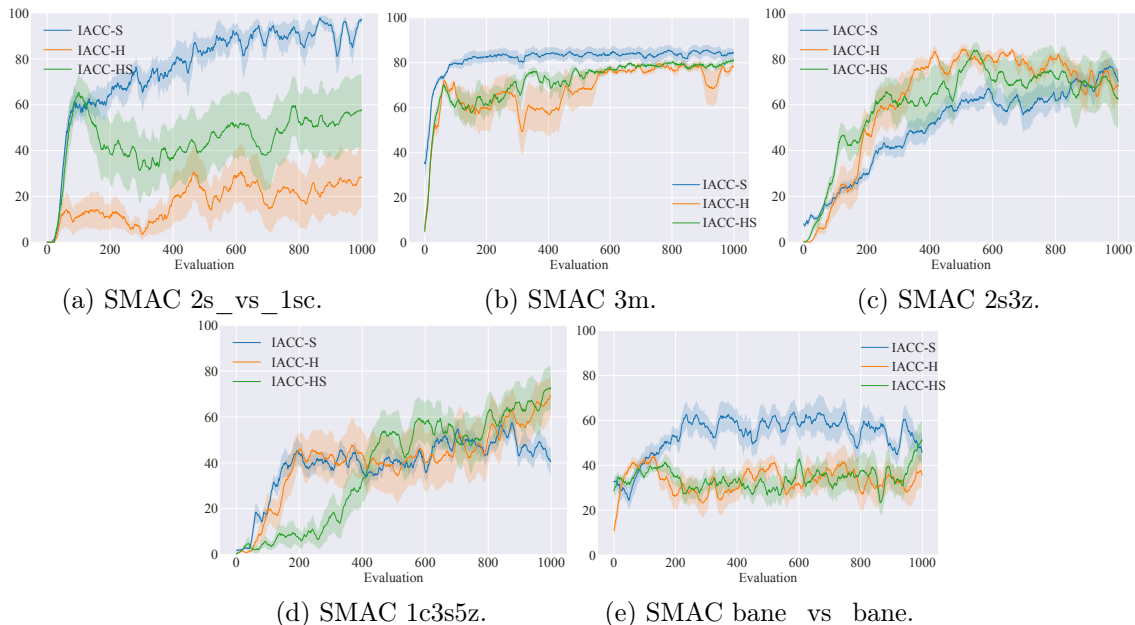 100
80
60
40
20
0
IACC-S
IACC-H
IACC-HS
0 200 400 600 800 1000
Evaluation
(a) SMAC 2s_vs_1sc.
100
80
60
40
20
0
IACC-S
IACC-H
IACC-HS
0 200 400 600 800 1000
Evaluation
(b) SMAC 3m.
100
80
60
40
20
0
IACC-S
IACC-H
IACC-HS
0 200 400 600 800 1000
Evaluation
(c) SMAC 2s3z.
100
80
60
40
20
0
IACC-S
IACC-H
IACC-HS
0 200 400 600 800 1000
Evaluation
(d) SMAC 1c3s5z.
100
80
60
40
20
0
IACC-S
IACC-H
IACC-HS
0 200 400 600 800 1000
Evaluation
(e) SMAC bane vs bane.